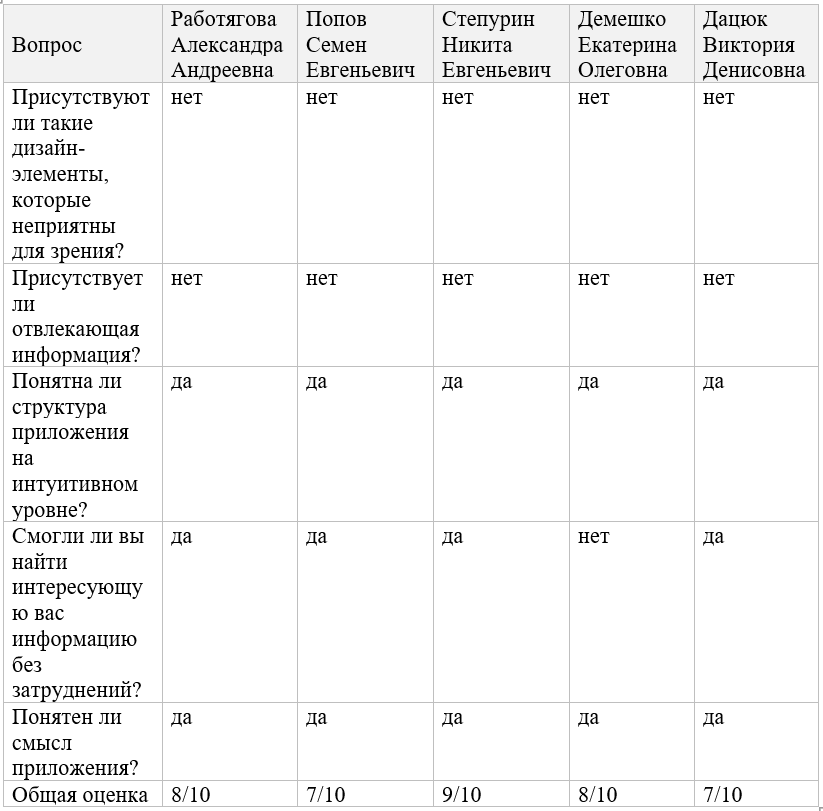 Вопрос
Работягова
Александра
Андреевна
Попов
Семен
Евгеньевич
Степурин
Никита
Евгеньевич
Демешко
Екатерина
Олеговна
Дацюк
Виктория
Денисовна
Присутствуют
ли такие
дизайн-
элементы,
которые
неприятны
для зрения?
нет
нет
нет
нет
нет
Присутствует
ли
отвлекающая
информация?
нет
нет
нет
нет
нет
Понятна ли
структура
приложения
на
интуитивном
уровне?
да
да
да
да
да
Смогли ли вы
найти
интересующу
ю вас
информацию
без
затруднений?
да
да
да
нет
да
Понятен ли
смысл
приложения?
да
да
да
да
да
Общая оценка
8/10
7/10
9/10
8/10
7/10